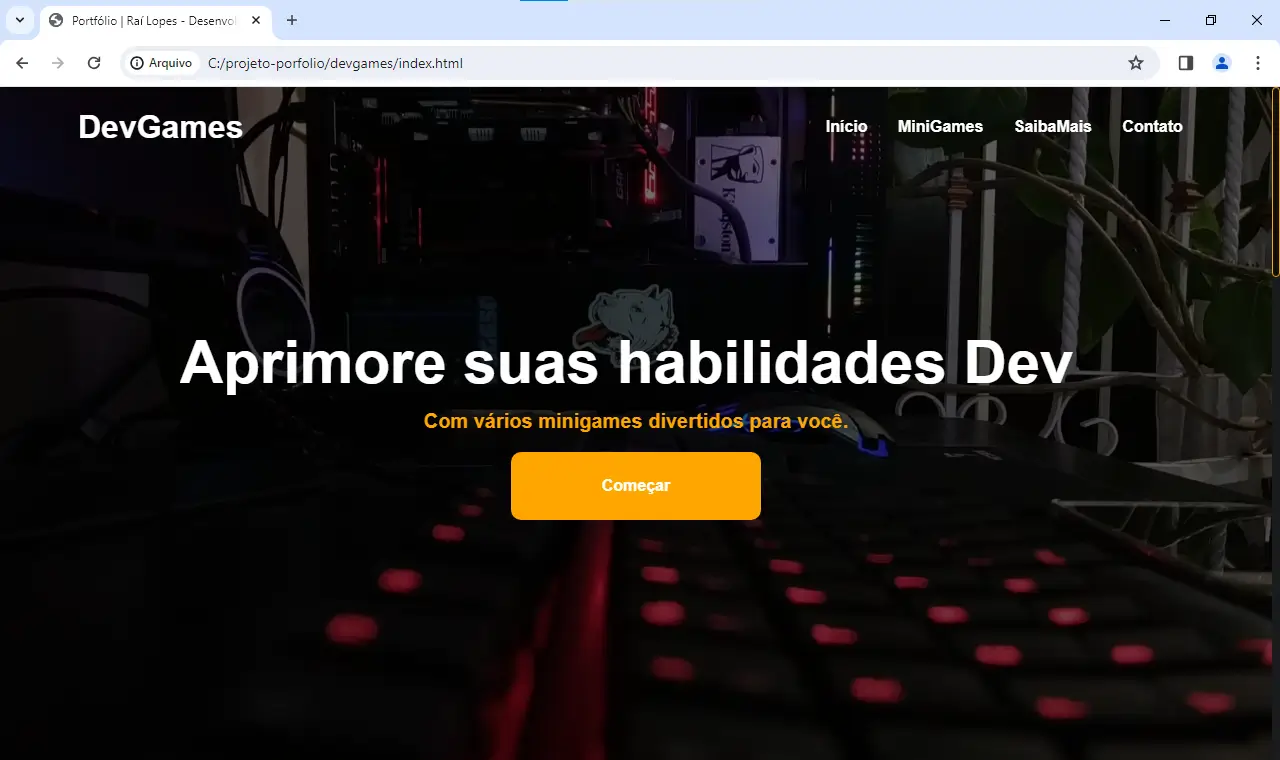 Portfólio | Raí Lopes - Desenvol
Arquivo
C:/projeto-porfolio/devgames/index.html
DevGames
Início
MiniGames
SaibaMais
Contato
Kingston
Aprimore suas habilidades Dev
Com vários minigames divertidos para você.
Começar